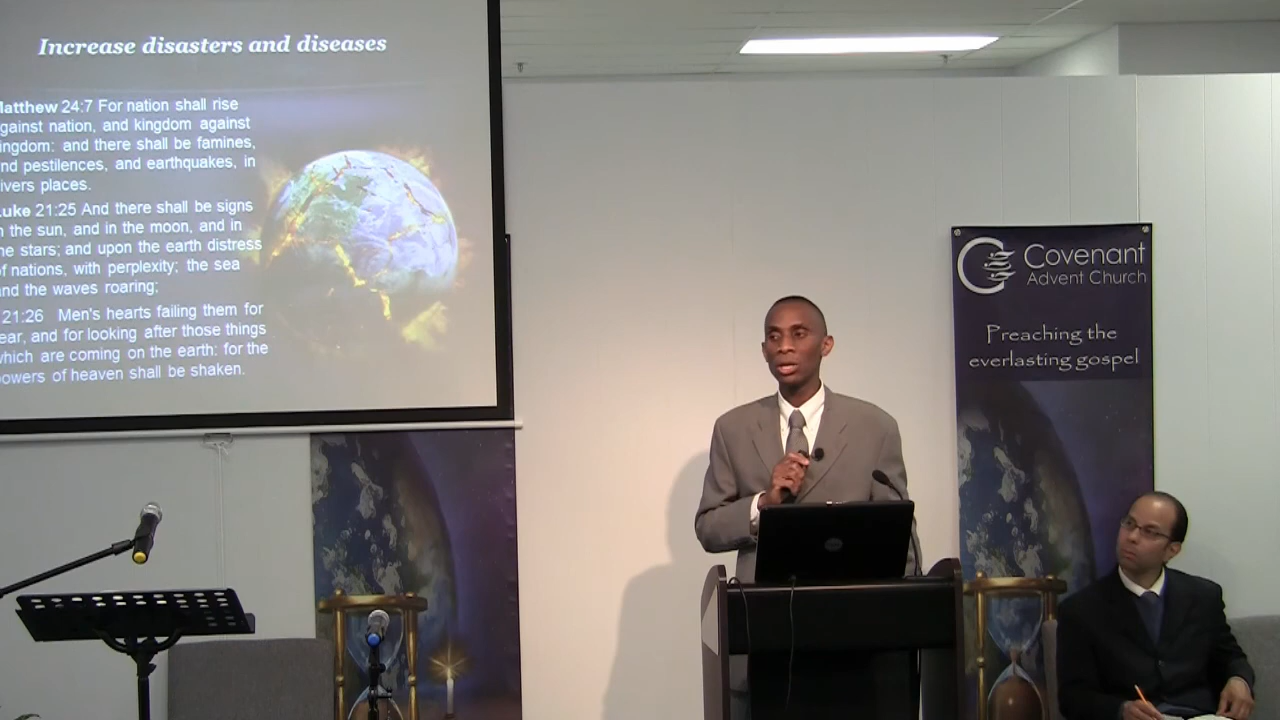 Increase disasters and diseases
Matthew 24:7 For nation shall rise
gainst nation, and kingdom against
ingdom: and there shall be famines,
nd pestilences, and earthquakes, in
ivers places.
Luke 21:25 And there shall be signs
n the sun, and in the moon, and in
he stars; and upon the earth distress
of nations, with perplexity; the sea
and the waves roaring;
21:26 Men's hearts failing them for
ear, and for looking after those things
which are coming on the earth: for the
powers of heaven shall be shaken.
Covenant
Advent Church
Preaching the
everlasting gospel